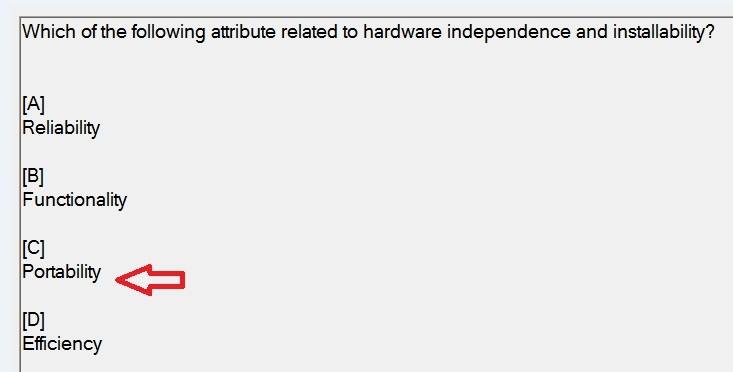 Which of the following attribute related to hardware independence and installability?
[A]
Reliability
[B]
Functionality
[C]
Portability
[D]
Efficiency